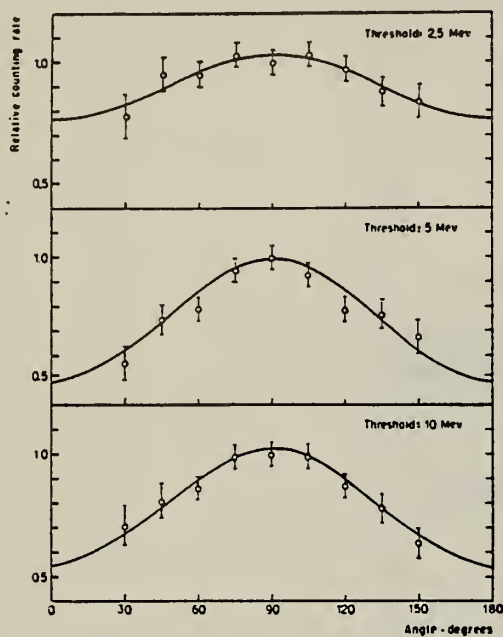 Relative counting rate
Threshold: 2.5 Mev
1.0
0.5
Threshold: 5 Mev
1.0
0.5
Threshold: 10 Mev
1.0
0.5
0 30 60 90 120 150 180
Angle - degrees